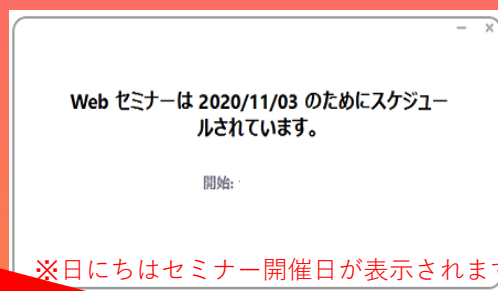 Web セミナーは 2020/11/03 のためにスケジュー
ルされています。
開始:
※日にちはセミナー開催日が表示されます